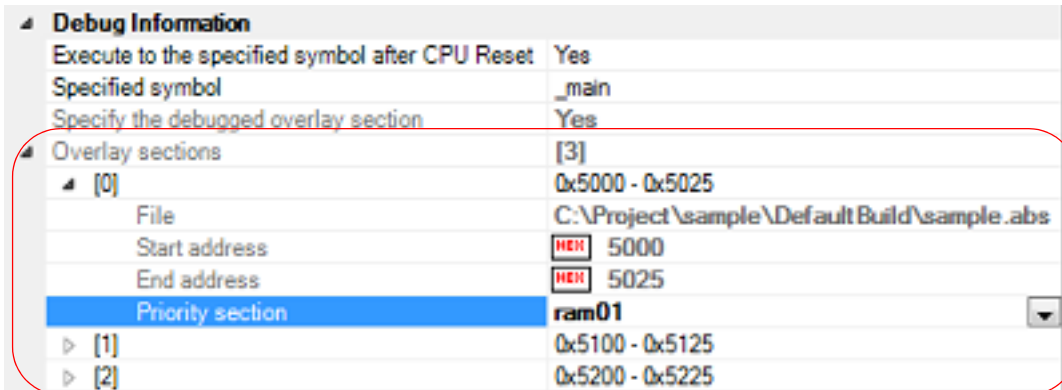 Debug Information
Execute to the specified symbol after CPU Reset Yes
Specified symbol _main
Specify the debugged overlay section Yes
Overlay sections [3]
[0] 0x5000 - 0x5025
File C:\Project\sample\DefaultBuild\sample.abs
Start address HEX 5000
End address HEX 5025
Priority section ram01
[1] 0x5100 - 0x5125
[2] 0x5200 - 0x5225